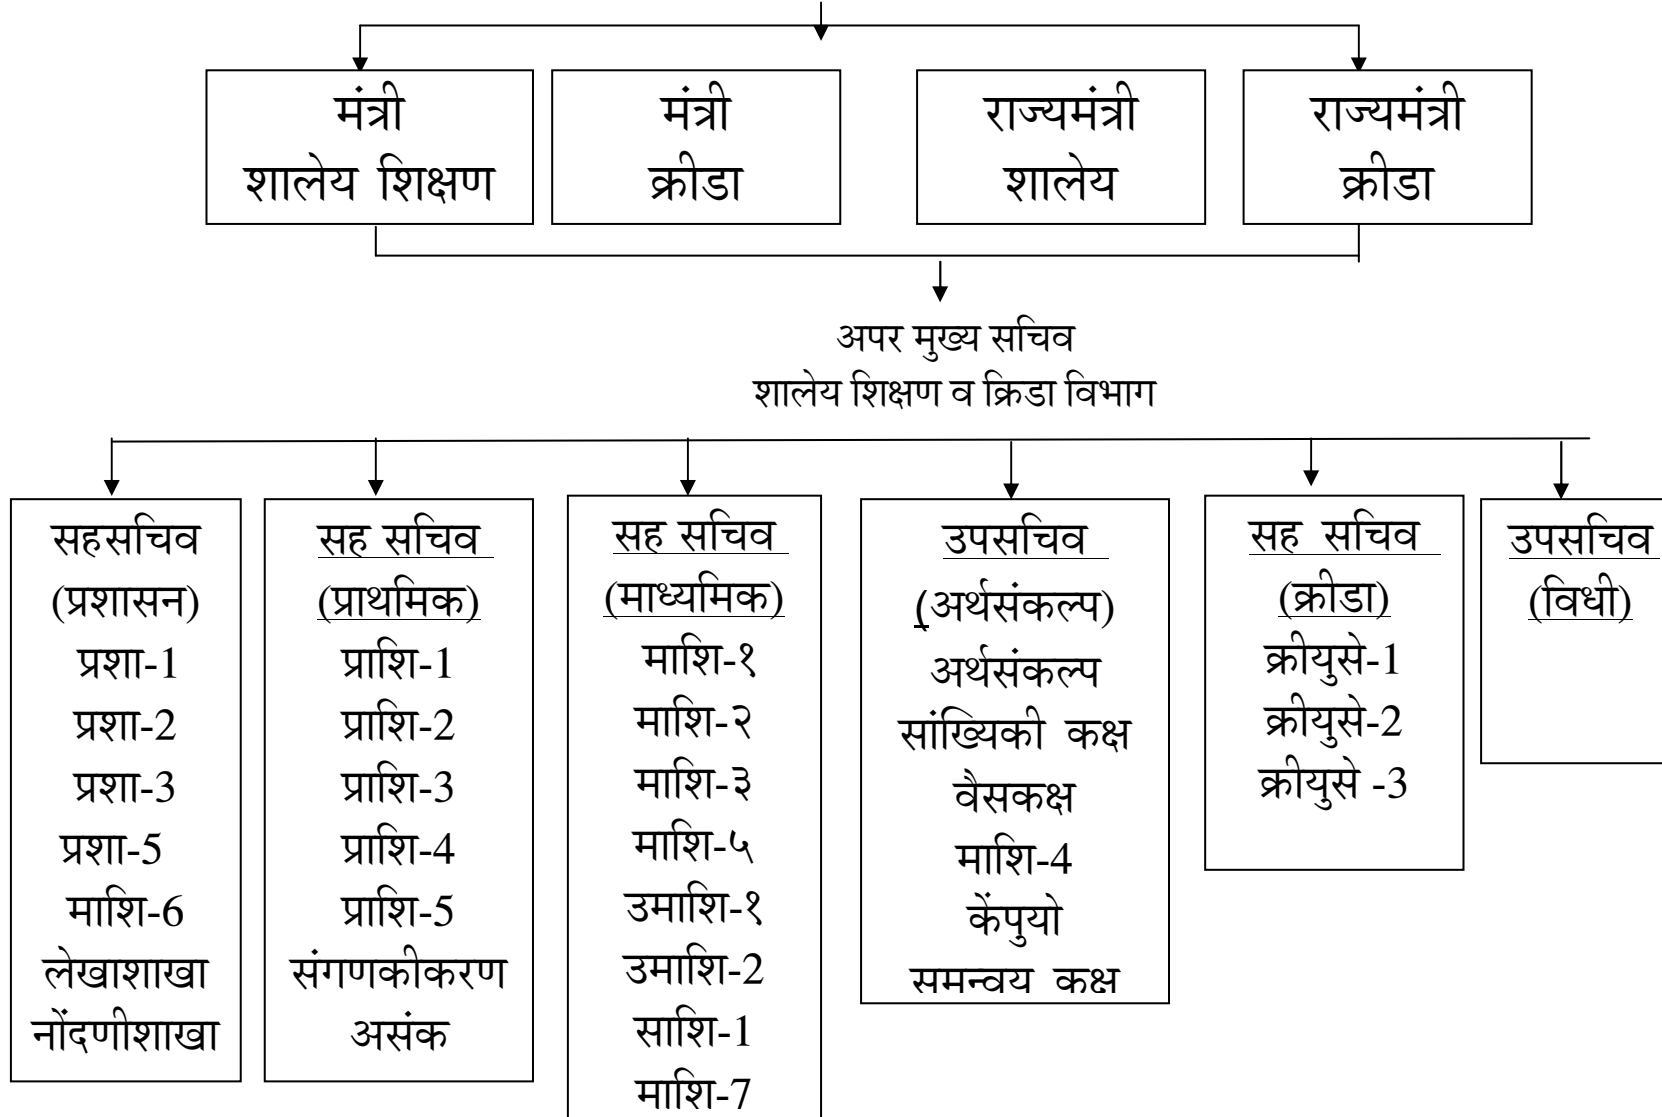 मंत्री
शालेय शिक्षण
मंत्री
क्रीडा
राज्यमंत्री
शालेय
राज्यमंत्री
क्रीडा
अपर मुख्य सचिव
शालेय शिक्षण व क्रिडा विभाग
सहसचिव
(प्रशासन)
प्रशा-1
प्रशा-2
प्रशा-3
प्रशा-5
माशि-6
लेखाशाखा
नोंदणीशाखा
सह सचिव
(प्राथमिक)
प्राशि-1
प्राशि-2
प्राशि-3
प्राशि-4
प्राशि-5
संगणकीकरण
असंक
सह सचिव
(माध्यमिक)
माशि-१
माशि-२
माशि-३
माशि-५
उमाशि-१
उमाशि-2
साशि-1
माशि-7
उपसचिव
(अर्थसंकल्प)
अर्थसंकल्प
सांख्यिकी कक्ष
वैसकक्ष
माशि-4
केंपुयो
समन्वय कक्ष
सह सचिव
(क्रीडा)
क्रीयुसे-1
क्रीयुसे-2
क्रीयुसे -3
उपसचिव
(विधी)